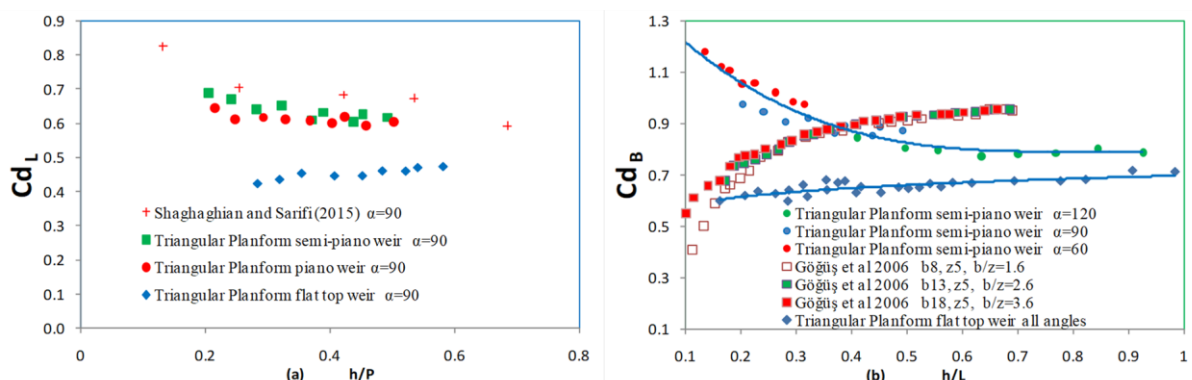 0.9
0.8
0.7
0.6
0.5
0.4
0.3
0.2
0.1
0.0
Cd L
+ Shaghaghian and Sarifi (2015) α=90
Triangular Planform semi-piano weir α=90
Triangular Planform piano weir α=90
Triangular Planform flat top weir α=90
0 0.2 0.4 0.6 0.8
(a) h/P
1.3
1.1
0.9
0.7
0.5
0.3
0.1
Cd B
Triangular Planform semi-piano weir α=120
Triangular Planform semi-piano weir α=90
Triangular Planform semi-piano weir α=60
Göğüş et al 2006 b8, z5, b/z=1.6
Göğüş et al 2006 b13, z5, b/z=2.6
Göğüş et al 2006 b18, z5, b/z=3.6
Triangular Planform flat top weir all angles
0.1 0.2 0.3 0.4 0.5 0.6 0.7 0.8 0.9 1
(b) h/L